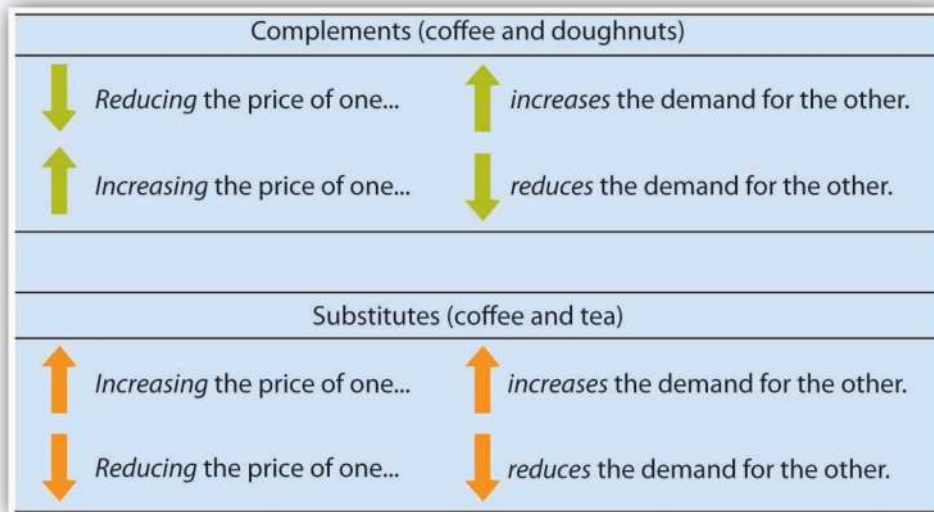 Complements (coffee and doughnuts)
Reducing the price of one... increases the demand for the other.
Increasing the price of one... reduces the demand for the other.
Substitutes (coffee and tea)
Increasing the price of one... increases the demand for the other.
Reducing the price of one... reduces the demand for the other.